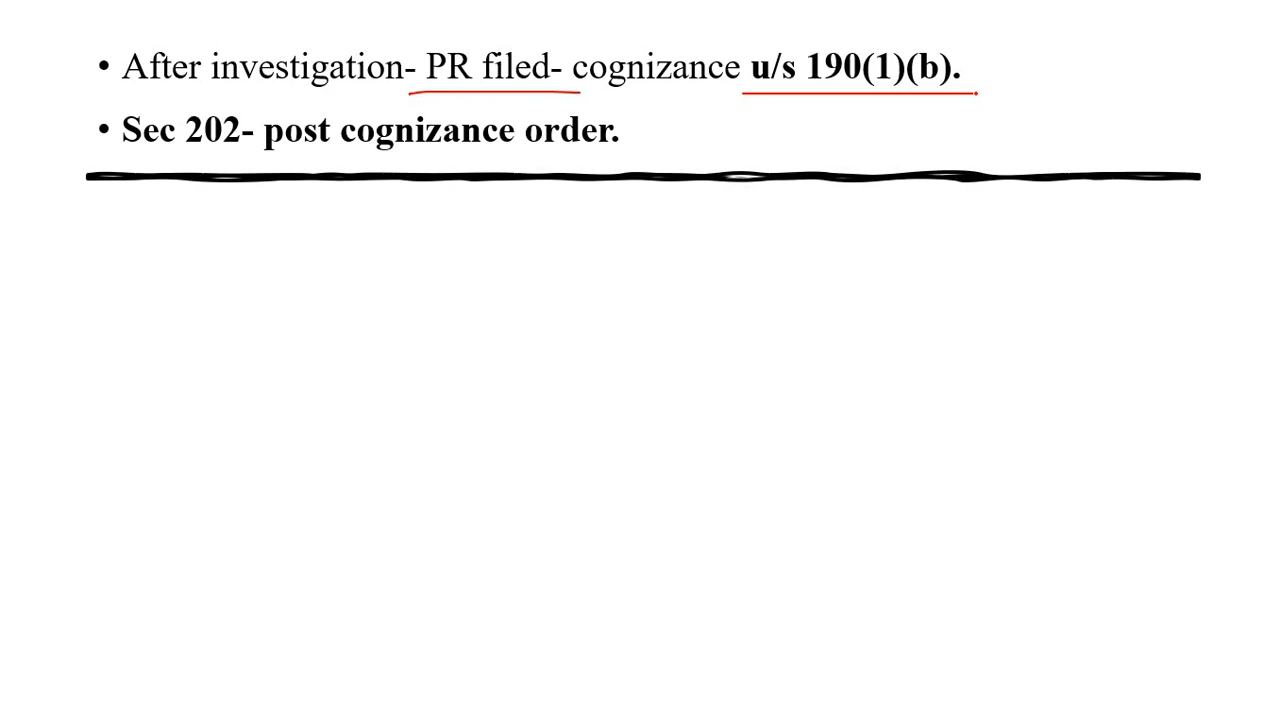 • After investigation- PR filed- cognizance u/s 190(1)(b).
• Sec 202- post cognizance order.